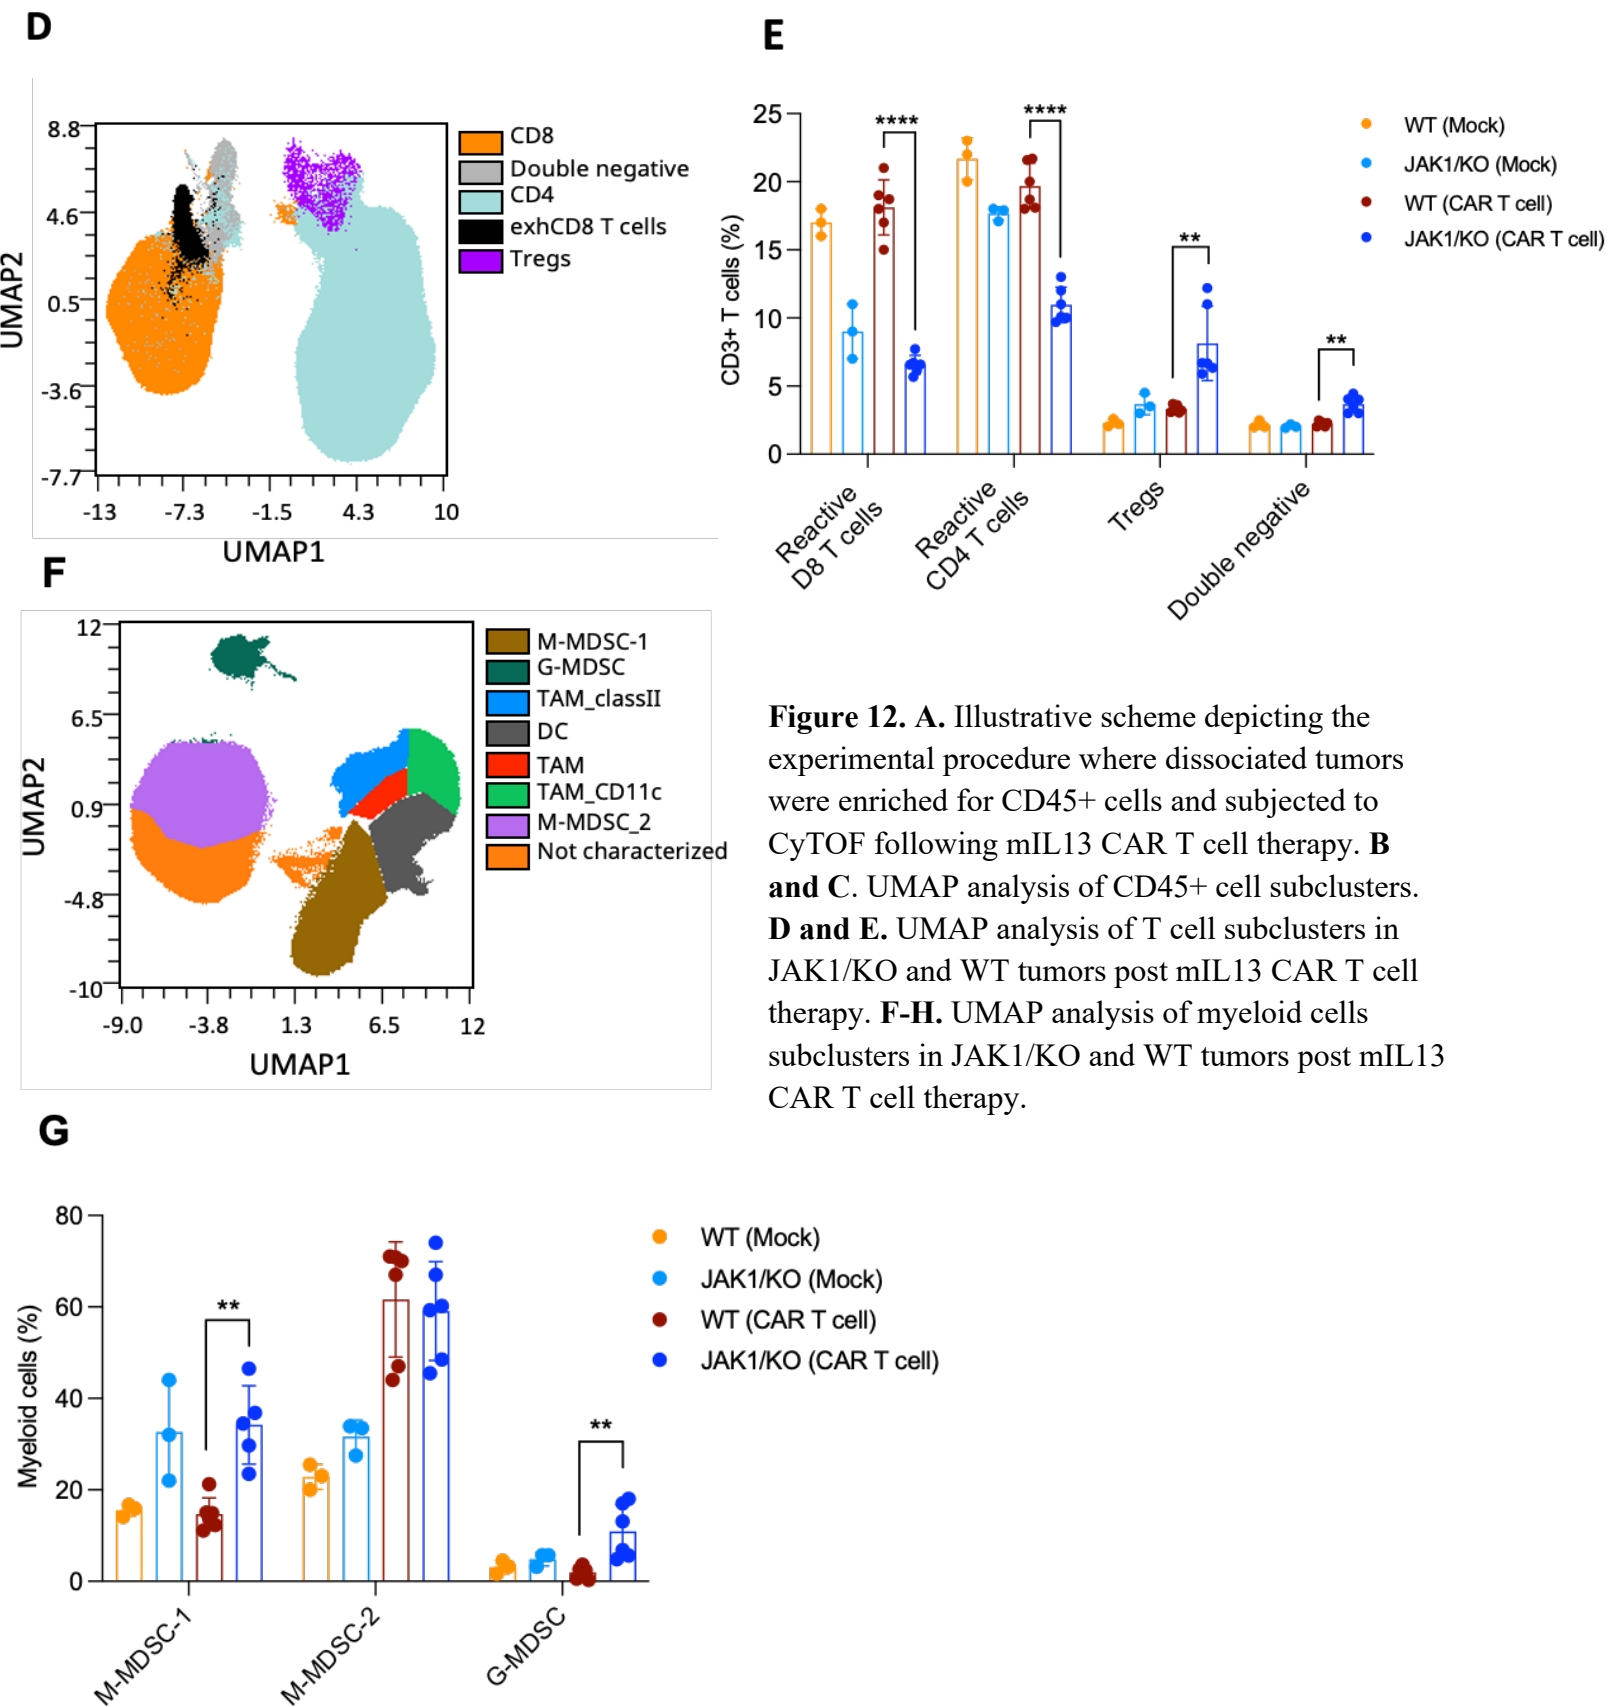 D
8.8
4.6
0.5
-3.6
-7.7
-13 -7.3 -1.5 4.3 10
UMAP1
UMAP2
CD8
Double negative
CD4
exhCD8 T cells
Tregs
E
25
20
15
10
5
0
CD3+ T cells (%)
****
****
**
**
Reactive
D8 T cells
Reactive
CD4 T cells
Tregs
Double negative
WT (Mock)
JAK1/KO (Mock)
WT (CAR T cell)
JAK1/KO (CAR T cell)
F
12
6.5
0.9
-4.8
-10
-9.0 -3.8 1.3 6.5 12
UMAP1
UMAP2
M-MDSC-1
G-MDSC
TAM_classII
DC
TAM
TAM_CD11c
M-MDSC_2
Not characterized
Figure 12. A. Illustrative scheme depicting the
experimental procedure where dissociated tumors
were enriched for CD45+ cells and subjected to
CyTOF following mIL13 CAR T cell therapy. B
and C. UMAP analysis of CD45+ cell subclusters.
D and E. UMAP analysis of T cell subclusters in
JAK1/KO and WT tumors post mIL13 CAR T cell
therapy. F-H. UMAP analysis of myeloid cells
subclusters in JAK1/KO and WT tumors post mIL13
CAR T cell therapy.
G
80
60
40
20
0
Myeloid cells (%)
**
**
M-MDSC-1
M-MDSC-2
G-MDSC
WT (Mock)
JAK1/KO (Mock)
WT (CAR T cell)
JAK1/KO (CAR T cell)